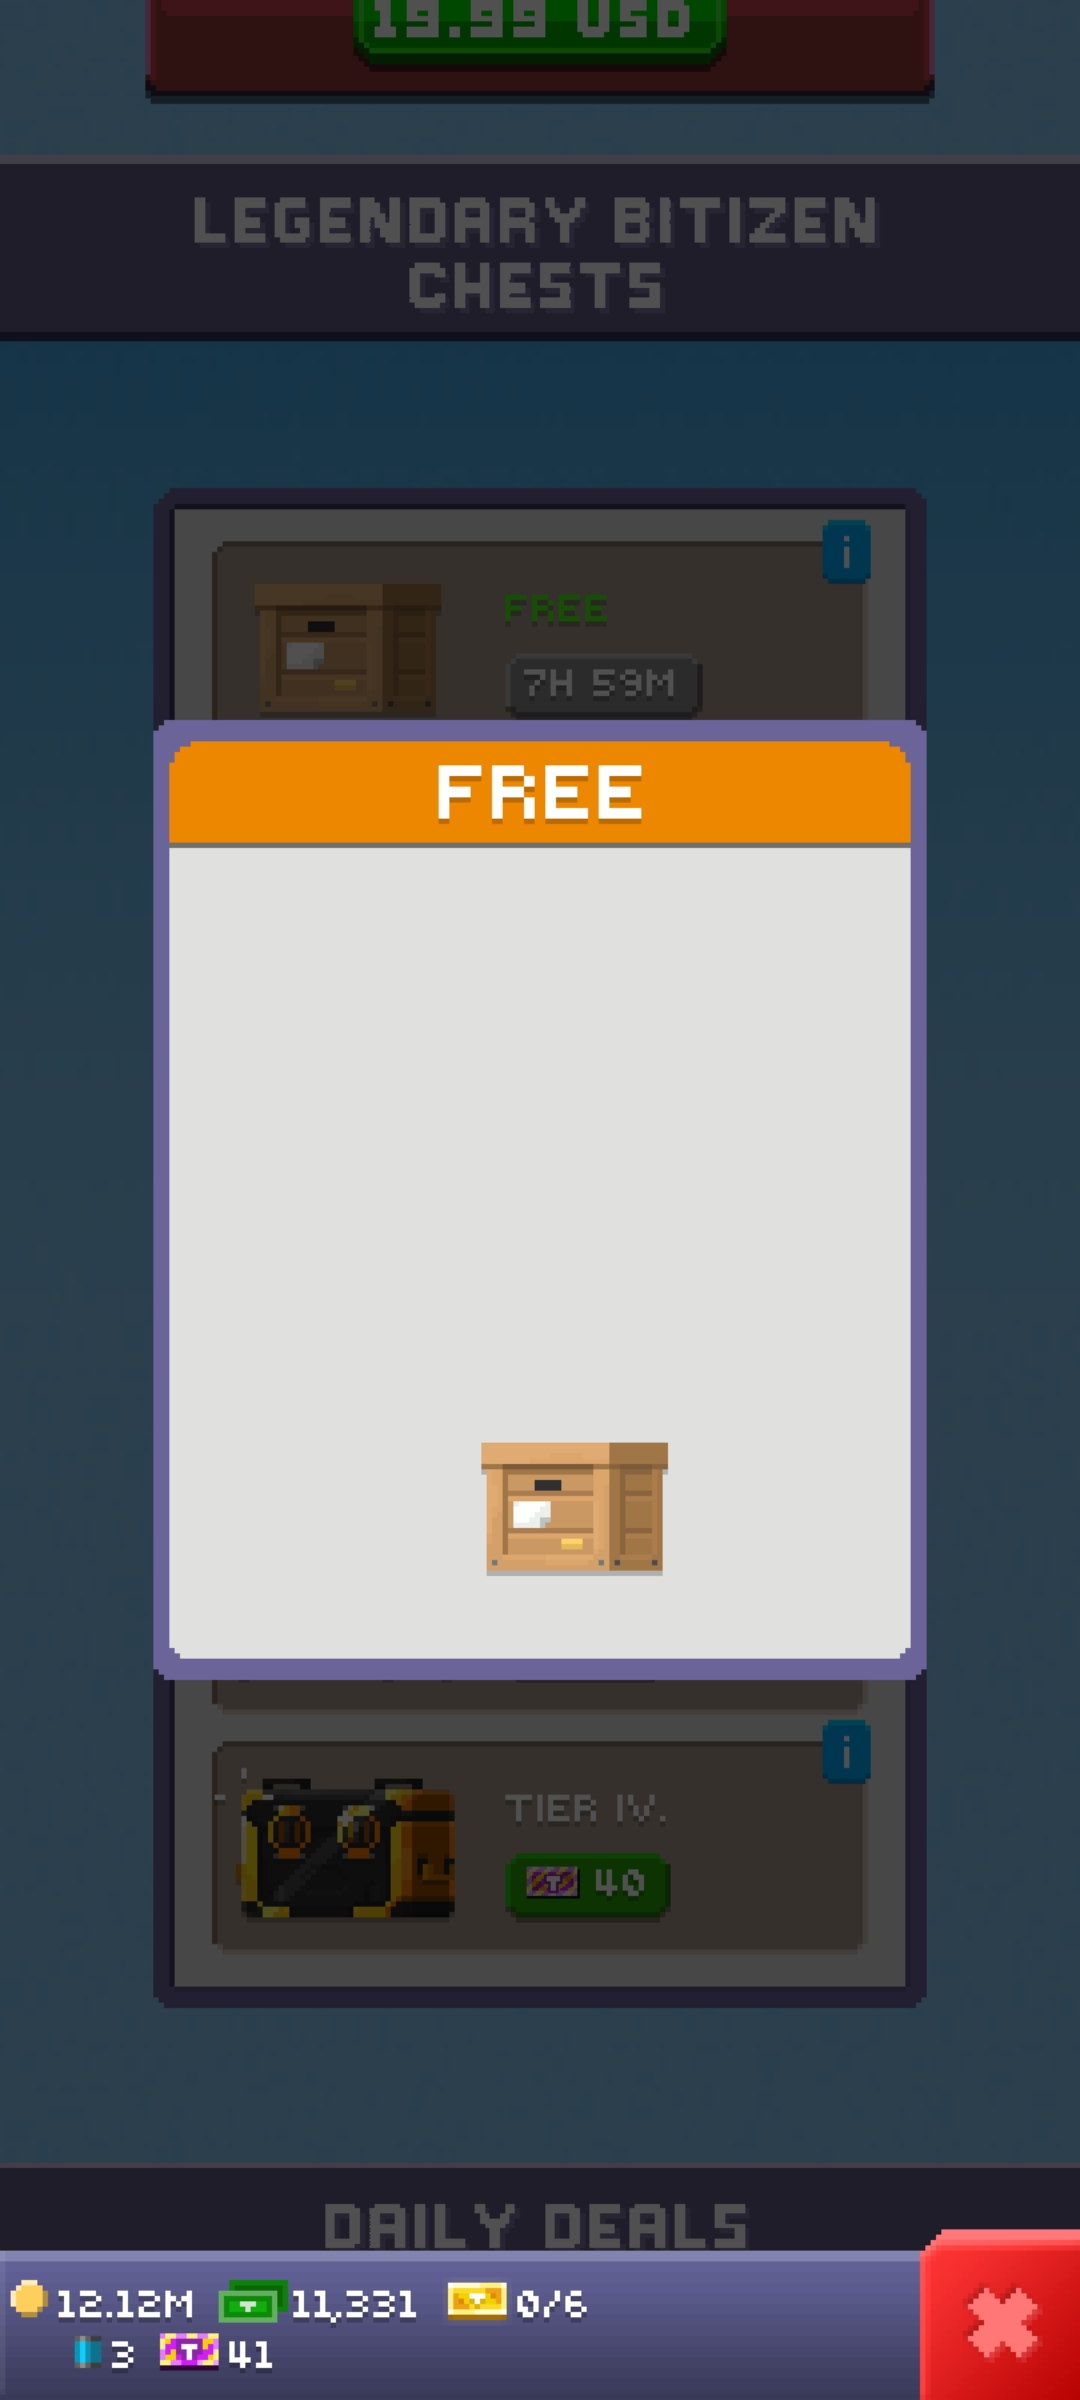 19.99 USD
LEGENDARY BITIZEN
CHESTS
i
FREE
7H 59M
FREE
i
TIER IV.
T 40
DAILY DEALS
12.12M 11,331 0/6
3 T 41